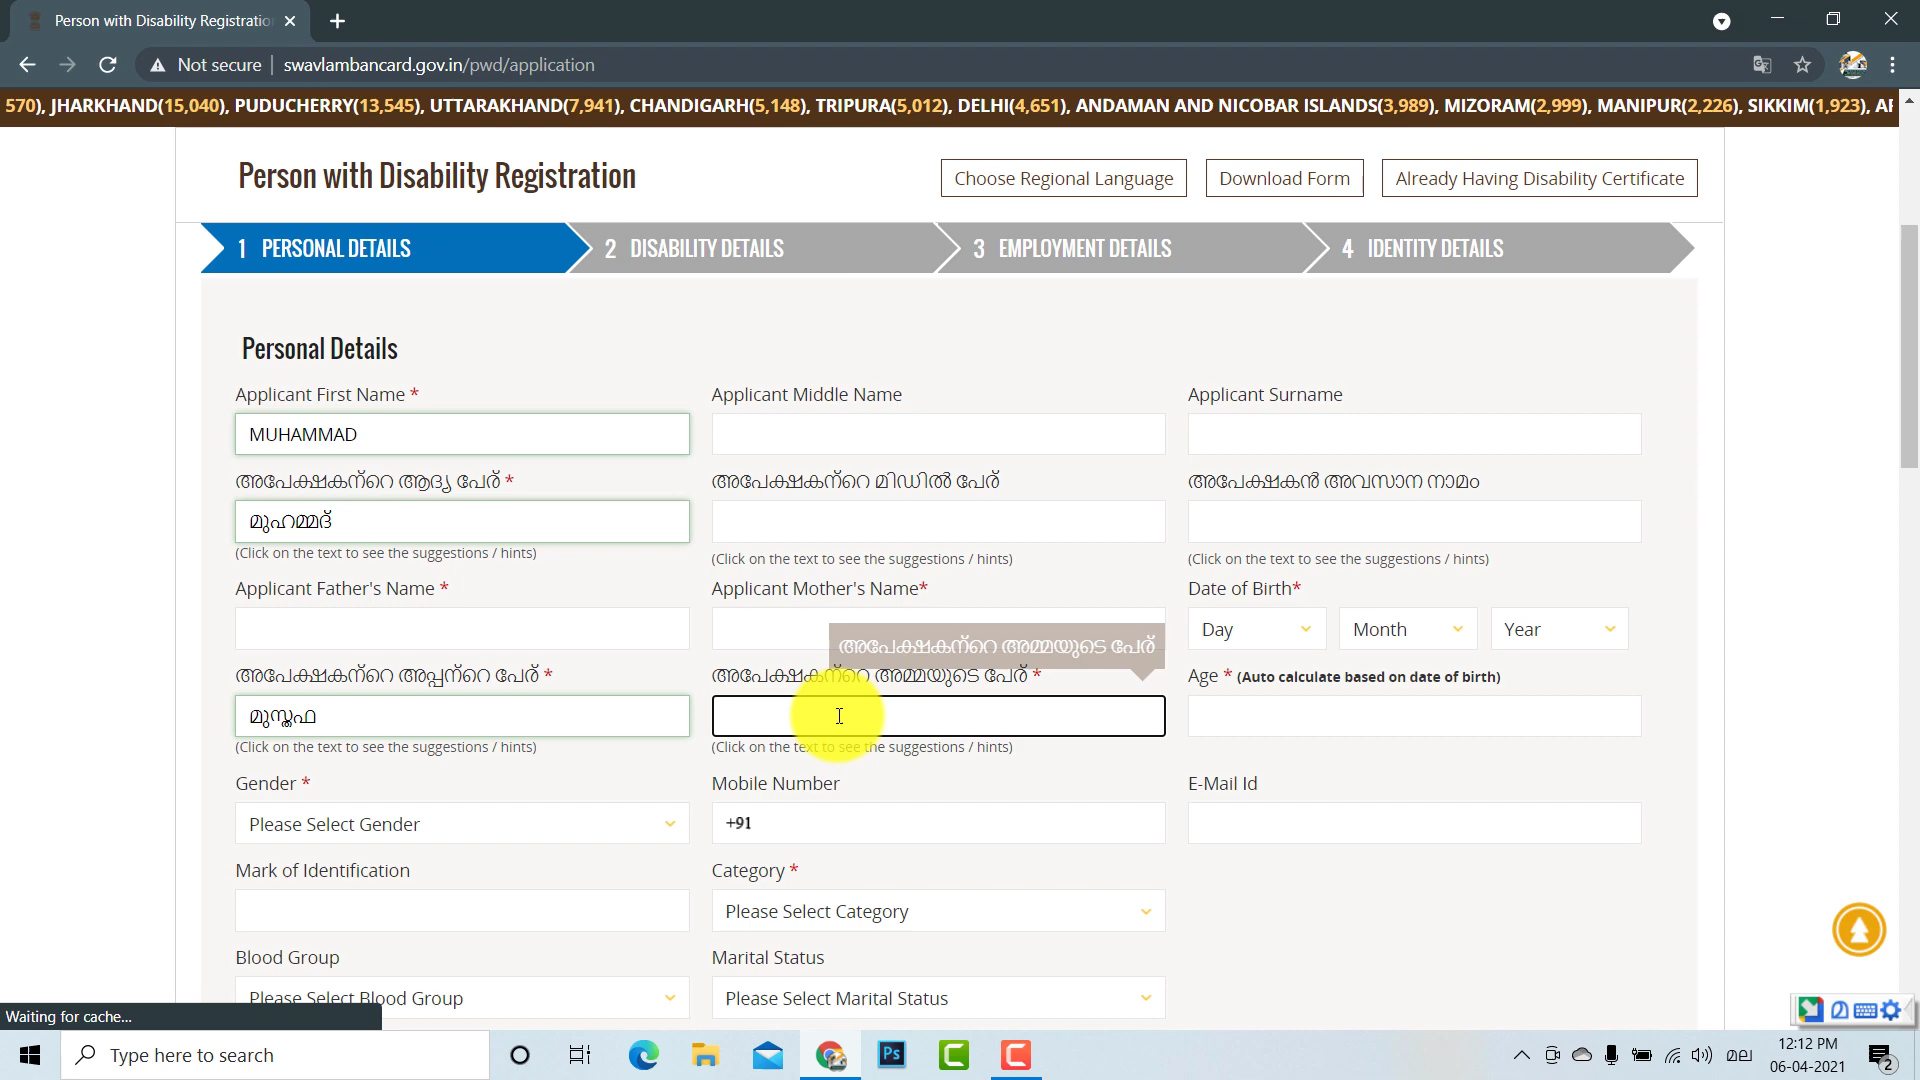 Person with Disability Registratio
Not secure swavlambancard.gov.in/pwd/application
570), JHARKHAND(15,040), PUDUCHERRY(13,545), UTTARAKHAND(7,941), CHANDIGARH(5,148), TRIPURA(5,012), DELHI(4,651), ANDAMAN AND NICOBAR ISLANDS(3,989), MIZORAM(2,999), MANIPUR(2,226), SIKKIM(1,923), AR
Person with Disability Registration
Choose Regional Language
Download Form
Already Having Disability Certificate
1 PERSONAL DETAILS
2 DISABILITY DETAILS
3 EMPLOYMENT DETAILS
4 IDENTITY DETAILS
Personal Details
Applicant First Name * Applicant Middle Name Applicant Surname
MUHAMMAD
അപേക്ഷകന്റെ ആദ്യ പേര് * അപേക്ഷകന്റെ മിഡിൽ പേര് അപേക്ഷകൻ അവസാന നാമം
മുഹമ്മദ്
(Click on the text to see the suggestions / hints) (Click on the text to see the suggestions / hints) (Click on the text to see the suggestions / hints)
Applicant Father's Name * Applicant Mother's Name* Date of Birth*
Day Month Year
അപേക്ഷകന്റെ അമ്മയുടെ പേര്
അപേക്ഷകന്റെ അപ്പന്റെ പേര് * അപേക്ഷകന്റെ അമ്മയുടെ പേര് * Age * (Auto calculate based on date of birth)
മുസ്തഫ
(Click on the text to see the suggestions / hints) (Click on the text to see the suggestions / hints)
Gender * Mobile Number E-Mail Id
Please Select Gender +91
Mark of Identification Category *
Please Select Category
Blood Group Marital Status
Please Select Blood Group Please Select Marital Status
Waiting for cache...
Type here to search
Ps
മല
12:12 PM
06-04-2021
2